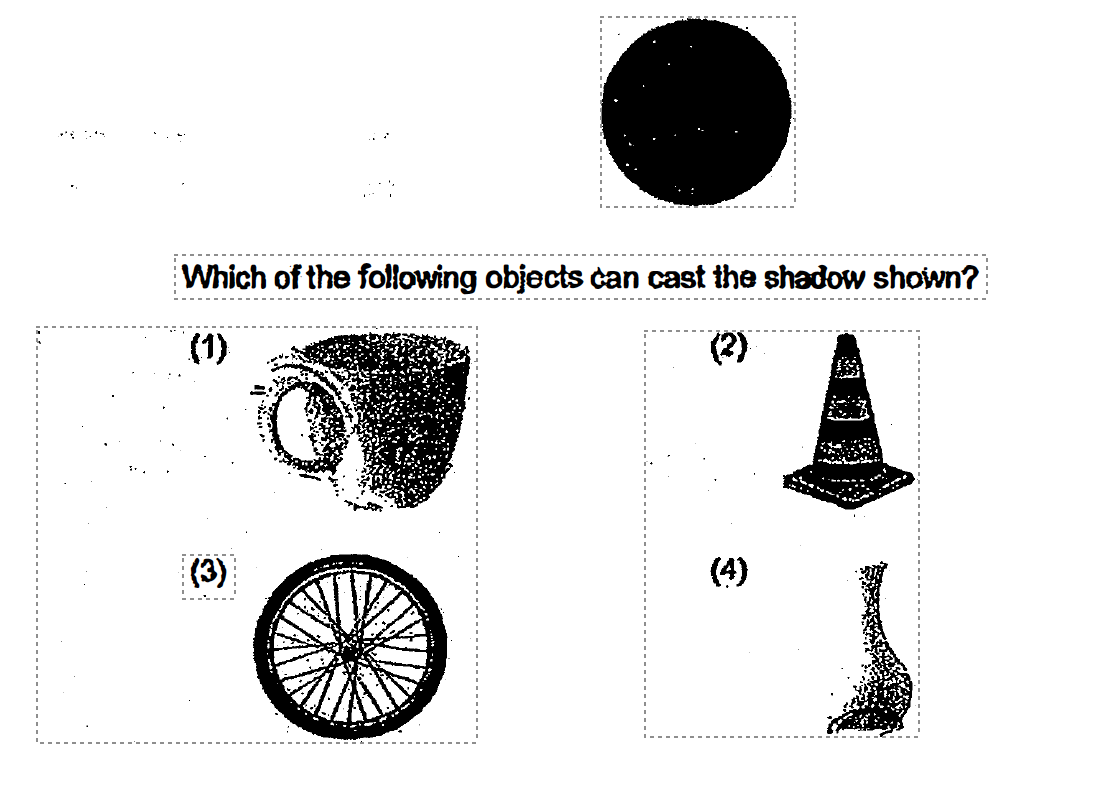 Which of the following objects can cast the shadow shown?
(1)
(2)
(3)
(4)